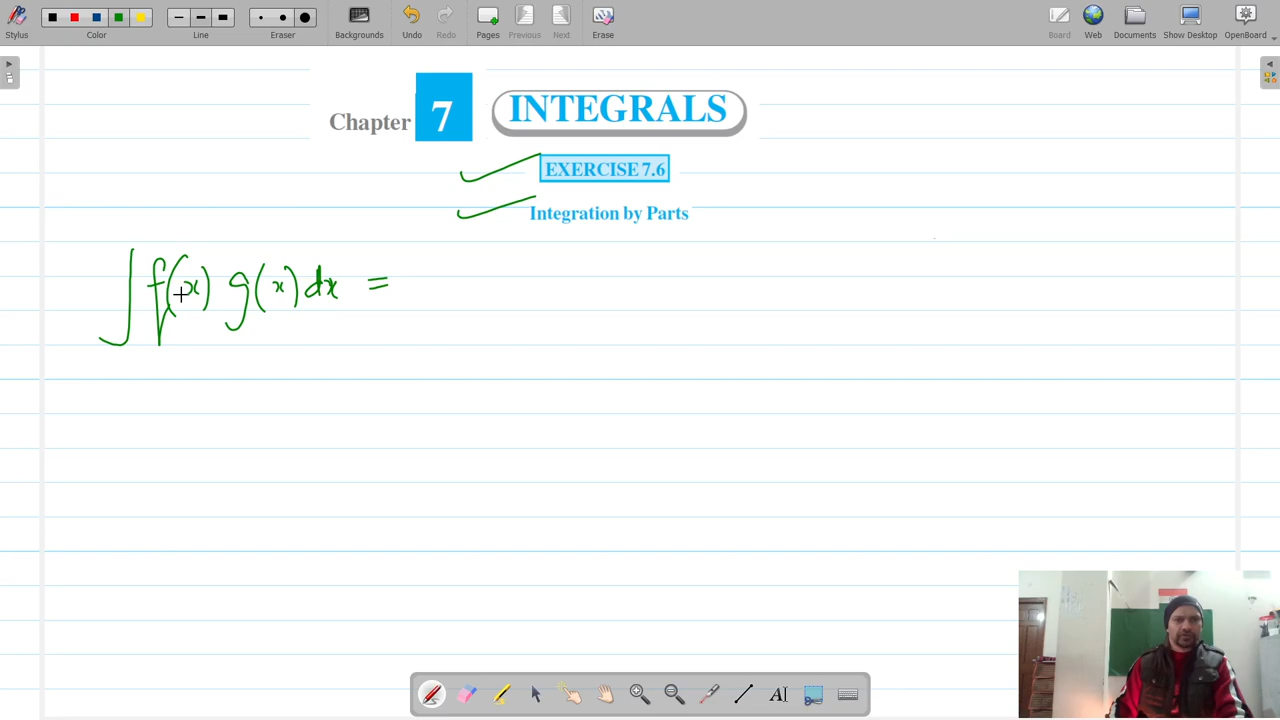 Stylus Color Line Eraser Backgrounds Undo Redo Pages Previous Next Erase Board Web Documents Show Desktop OpenBoard
Chapter 7 INTEGRALS
EXERCISE 7.6
Integration by Parts
∫ f(x) g(x) dx =
AI